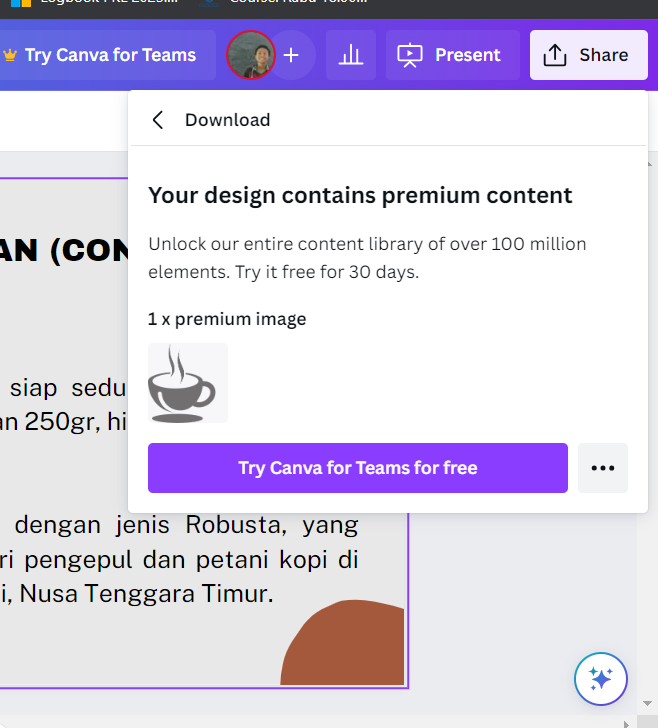 Try Canva for Teams
Present
Share
Download
Your design contains premium content
Unlock our entire content library of over 100 million
elements. Try it free for 30 days.
1 x premium image
Try Canva for Teams for free
AN (CON
siap sedu
an 250gr, hi
dengan jenis Robusta, yang
ri pengepul dan petani kopi di
i, Nusa Tenggara Timur.